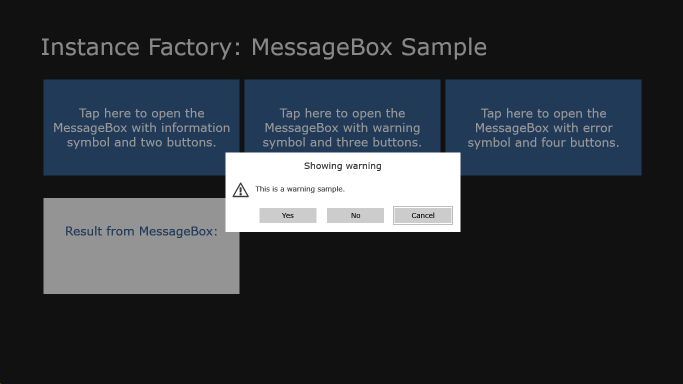 Instance Factory: MessageBox Sample
Tap here to open the
MessageBox with information
symbol and two buttons.
Tap here to open the
MessageBox with warning
symbol and three buttons.
Tap here to open the
MessageBox with error
symbol and four buttons.
Showing warning
This is a warning sample.
Yes
No
Cancel
Result from MessageBox: